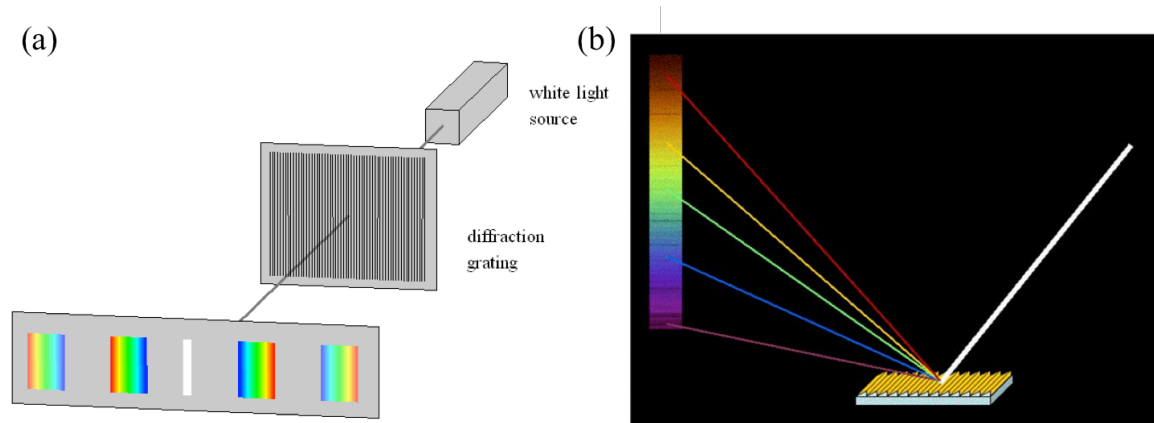 (a)
white light
source
diffraction
grating
(b)